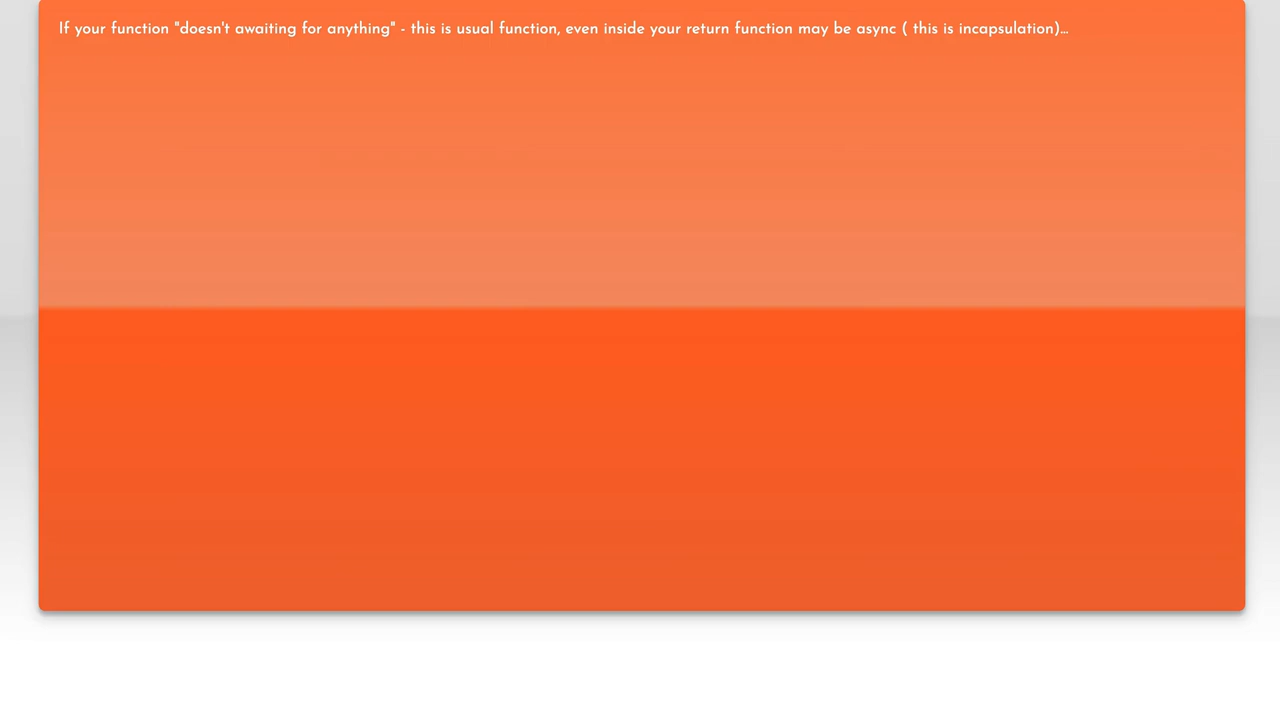 If your function "doesn't awaiting for anything" - this is usual function, even inside your return function may be async ( this is incapsulation)...